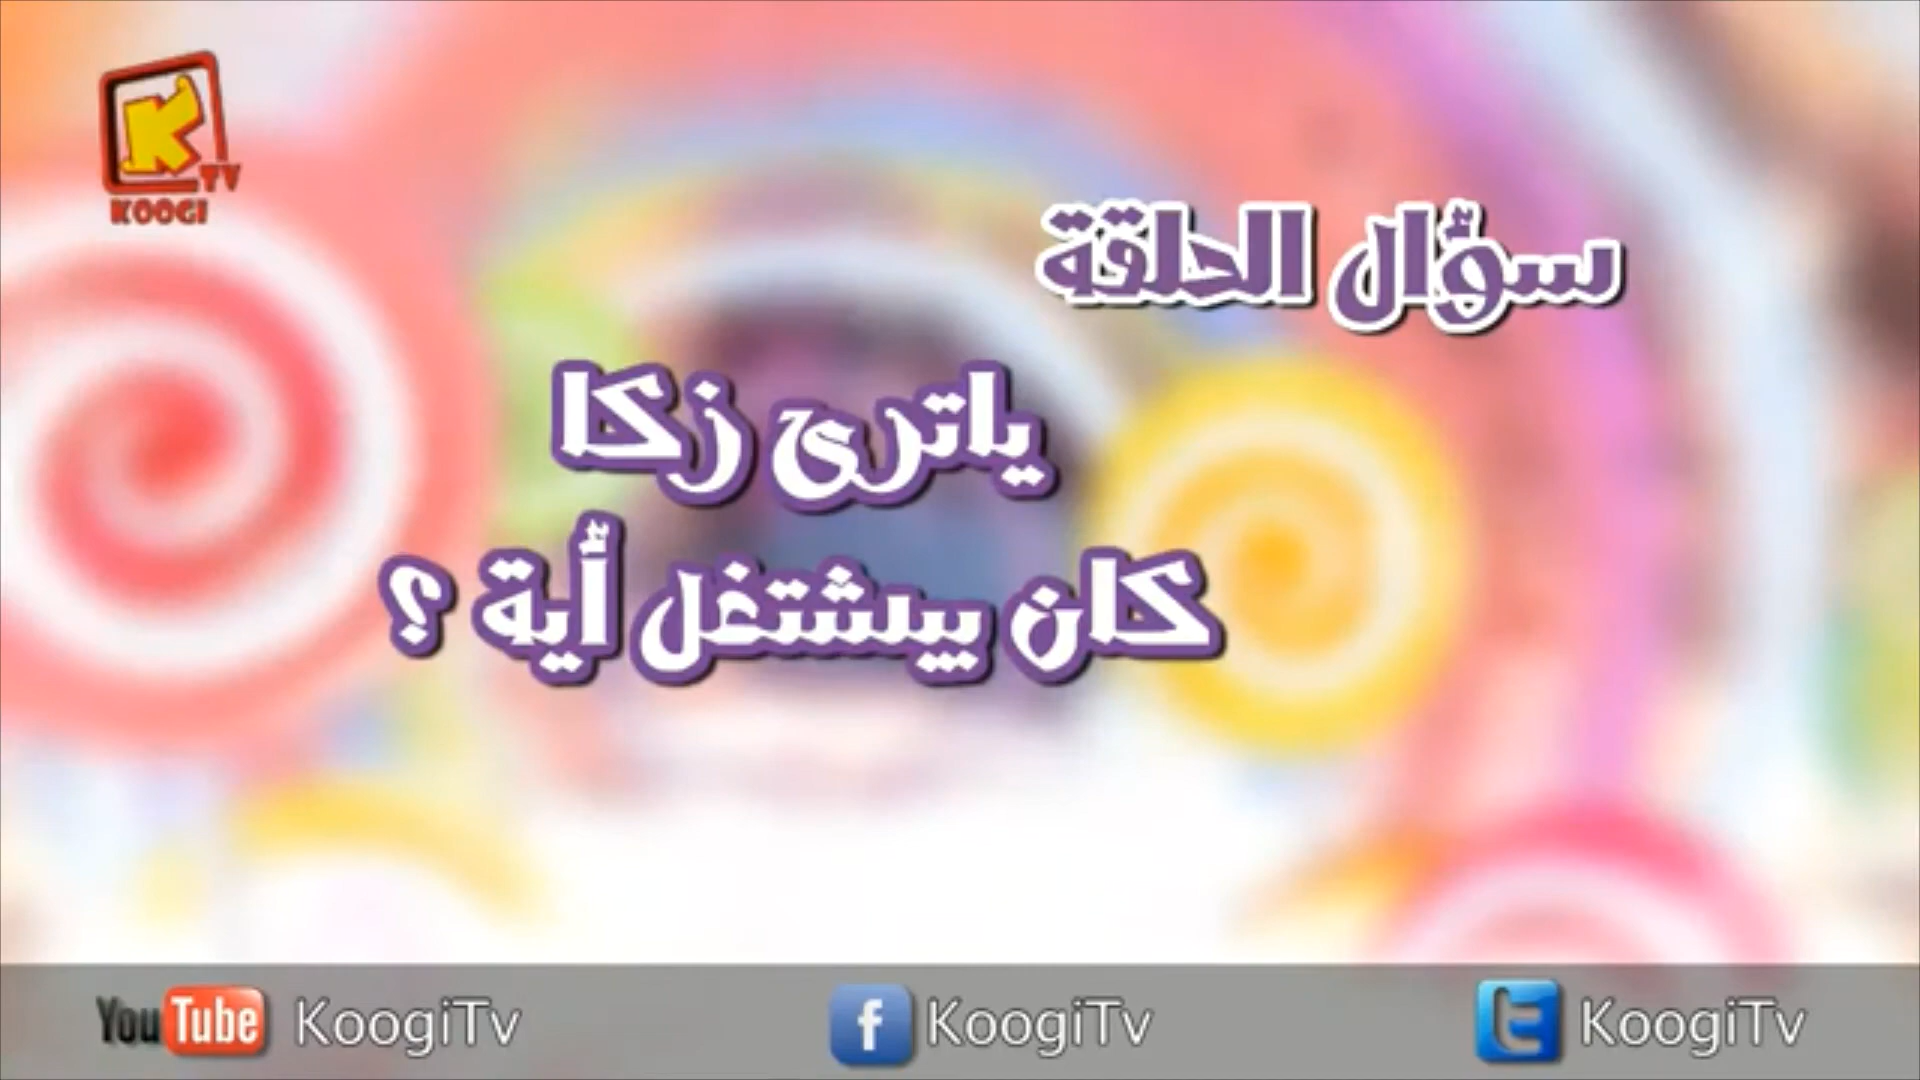 K TV
KOOGI
سؤال الحلقة
ياترى زكا
كان بيشتغل أية ؟
YouTube KoogiTv
f KoogiTv
t KoogiTv